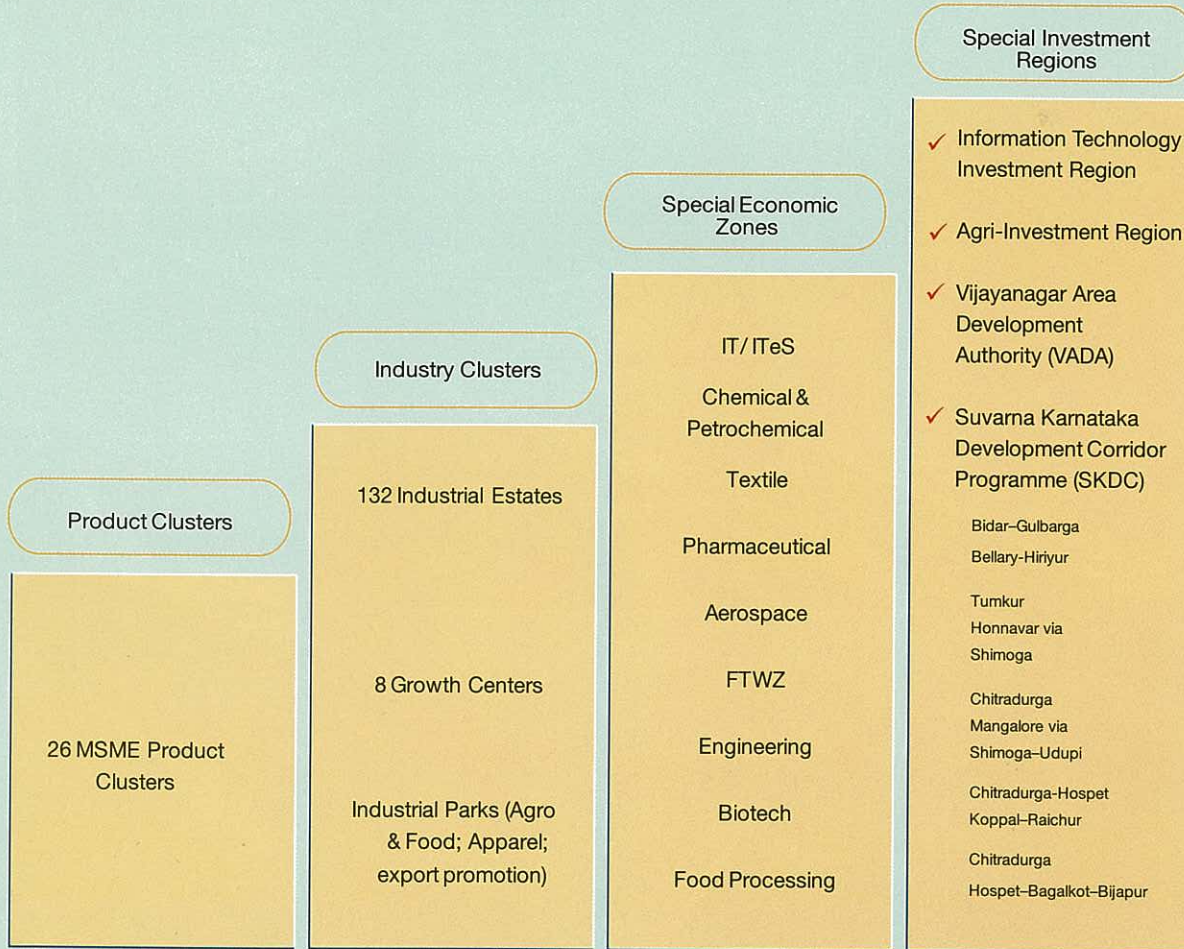 Product Clusters
26 MSME Product
Clusters
Industry Clusters
132 Industrial Estates
8 Growth Centers
Industrial Parks (Agro
& Food; Apparel;
export promotion)
Special Economic
Zones
IT/ ITeS
Chemical &
Petrochemical
Textile
Pharmaceutical
Aerospace
FTWZ
Engineering
Biotech
Food Processing
Special Investment
Regions
✓ Information Technology
Investment Region
✓ Agri-Investment Region
✓ Vijayanagar Area
Development
Authority (VADA)
✓ Suvarna Karnataka
Development Corridor
Programme (SKDC)
Bidar–Gulbarga
Bellary-Hiriyur
Tumkur
Honnavar via
Shimoga
Chitradurga
Mangalore via
Shimoga–Udupi
Chitradurga-Hospet
Koppal–Raichur
Chitradurga
Hospet–Bagalkot–Bijapur